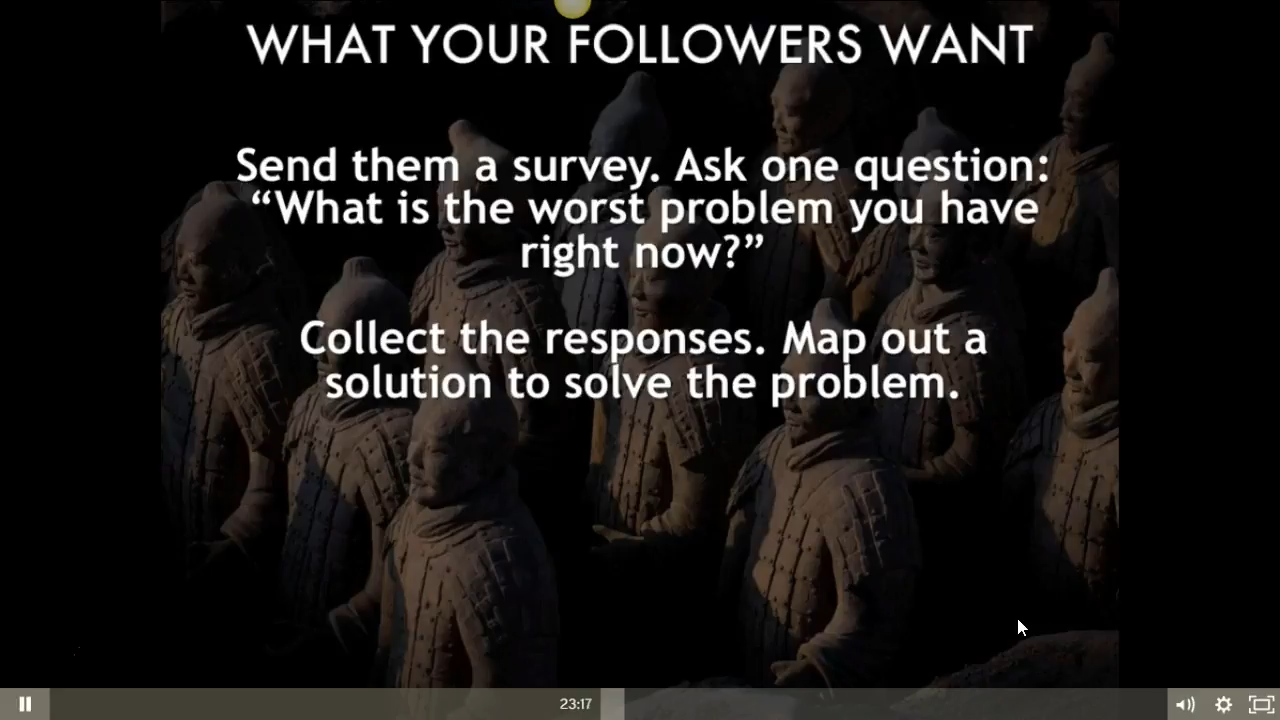 WHAT YOUR FOLLOWERS WANT
Send them a survey. Ask one question:
“What is the worst problem you have
right now?”
Collect the responses. Map out a
solution to solve the problem.
23:17